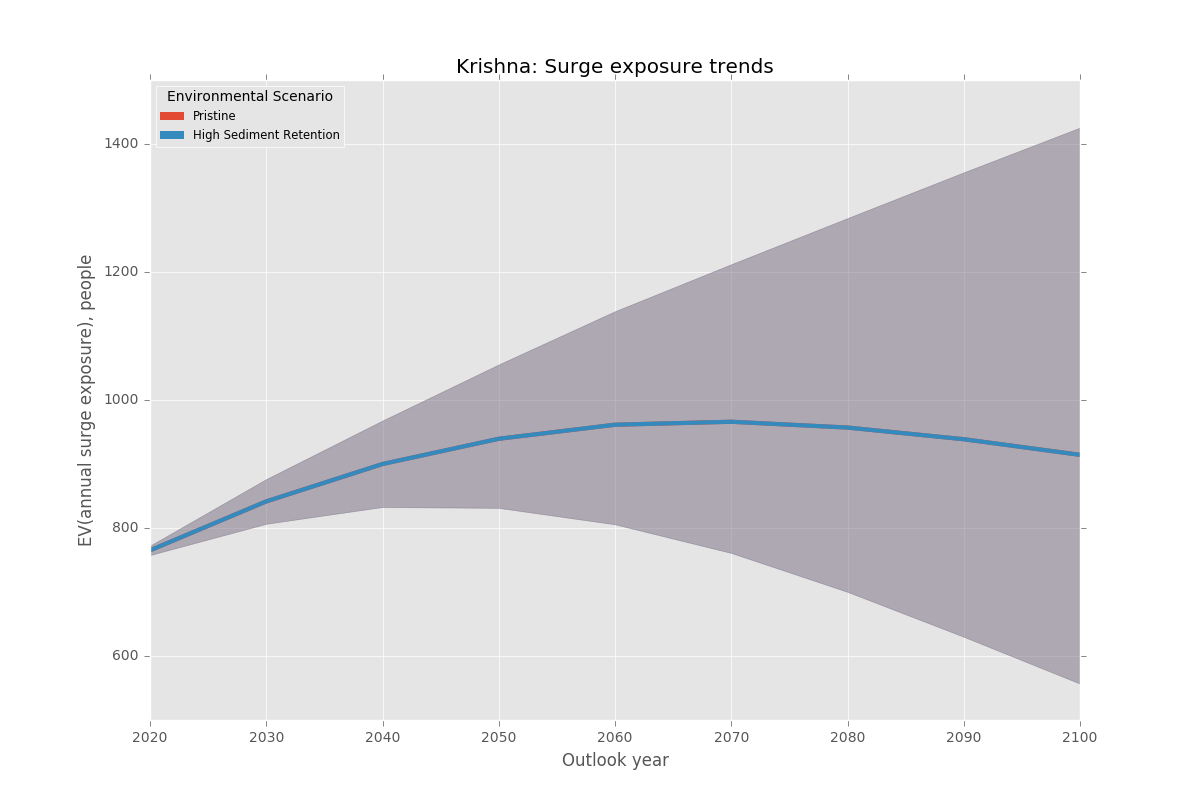 Krishna: Surge exposure trends
Environmental Scenario
Pristine
High Sediment Retention
1400
1200
1000
800
600
EV(annual surge exposure), people
2020 2030 2040 2050 2060 2070 2080 2090 2100
Outlook year